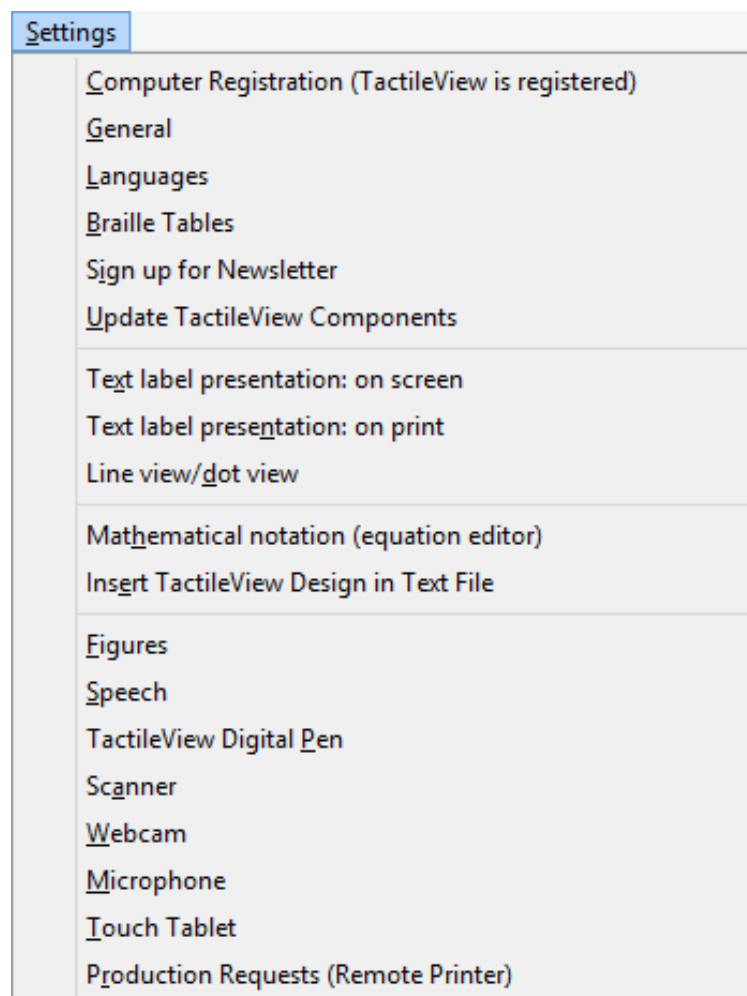 Settings
Computer Registration (TactileView is registered)
General
Languages
Braille Tables
Sign up for Newsletter
Update TactileView Components
Text label presentation: on screen
Text label presentation: on print
Line view/dot view
Mathematical notation (equation editor)
Insert TactileView Design in Text File
Figures
Speech
TactileView Digital Pen
Scanner
Webcam
Microphone
Touch Tablet
Production Requests (Remote Printer)